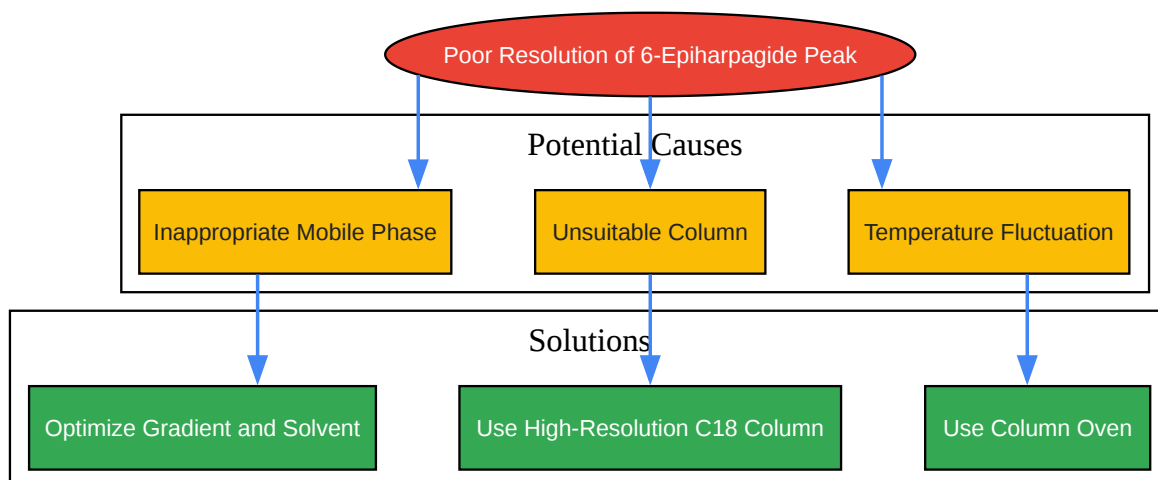 Poor Resolution of 6-Epiharpagide Peak
Potential Causes
Inappropriate Mobile Phase
Unsuitable Column
Temperature Fluctuation
Solutions
Optimize Gradient and Solvent
Use High-Resolution C18 Column
Use Column Oven